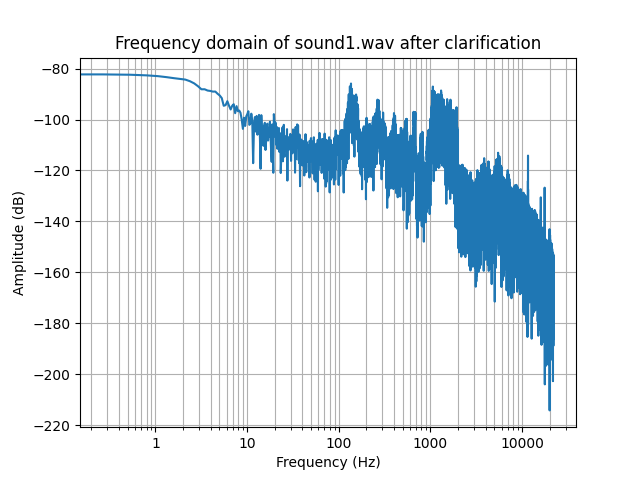 Frequency domain of sound1.wav after clarification
Amplitude (dB)
−80
−100
−120
−140
−160
−180
−200
−220
1 10 100 1000 10000
Frequency (Hz)